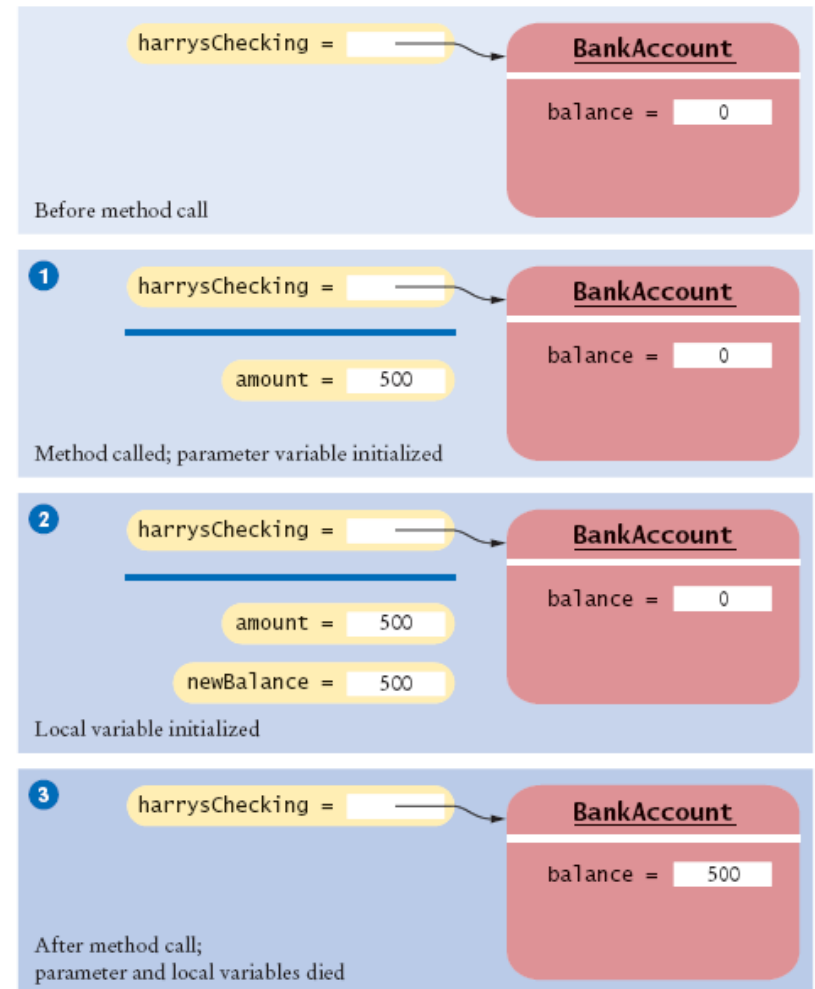 harrysChecking =
BankAccount
balance = 0
Before method call
1
harrysChecking =
BankAccount
amount = 500
balance = 0
Method called; parameter variable initialized
2
harrysChecking =
BankAccount
amount = 500
balance = 0
newBalance = 500
Local variable initialized
3
harrysChecking =
BankAccount
balance = 500
After method call;
parameter and local variables died